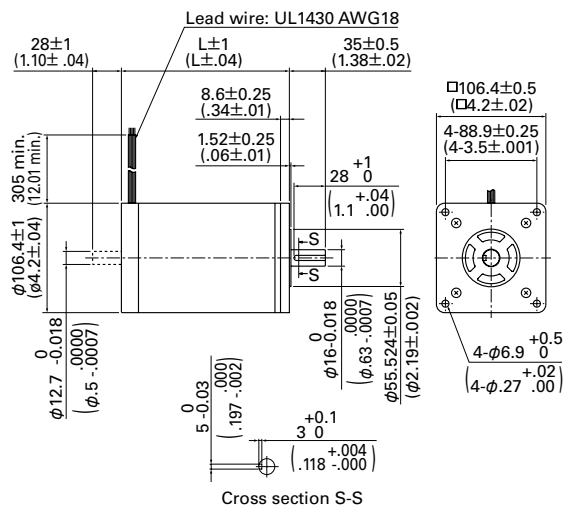 Lead wire: UL1430 AWG18
28±1
(1.10± .04)
L±1
(L±.04)
35±0.5
(1.38±.02)
8.6±0.25
(.34±.01)
1.52±0.25
(.06±.01)
□106.4±0.5
(□4.2±.02)
4-88.9±0.25
(4-3.5±.001)
305 min.
(12.01 min.)
28 +1 0
(1.1 +.04 .00)
S
S
φ106.4±1
(ø4.2±.04)
φ12.7 0 -0.018
(φ.5 .0000 -.0007)
φ16 0 -0.018
(φ.63 .0000 -.0007)
φ55.524±0.05
(φ2.19±.002)
4-φ6.9 +0.5 0
(4-φ.27 +.02 .00)
5 0 -0.03
(.197 .000 -.002)
3 +0.1 0
(.118 +.004 -.000)
Cross section S-S